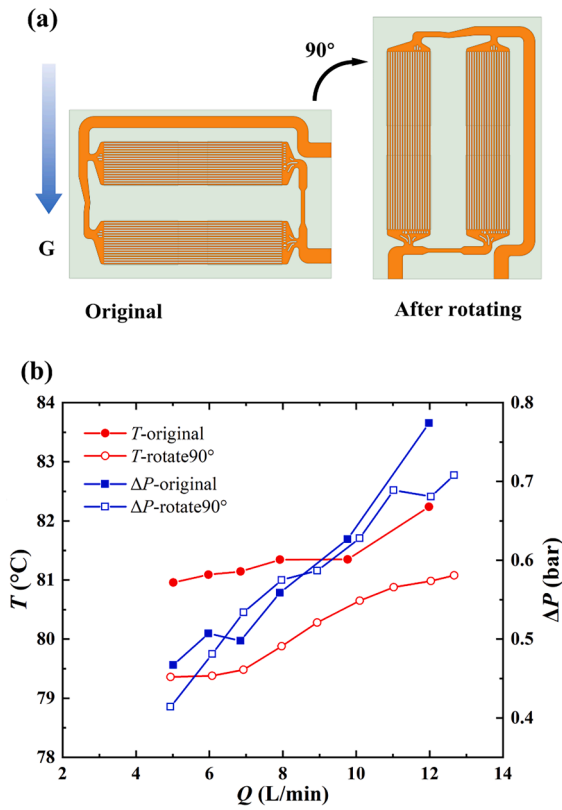 (a)
90°
G
Original
After rotating
(b)
84
83
82
81
80
79
78
T (°C)
T-original
T-rotate90°
ΔP-original
ΔP-rotate90°
0.8
0.7
0.6
0.5
0.4
ΔP (bar)
2 4 6 8 10 12 14
Q (L/min)